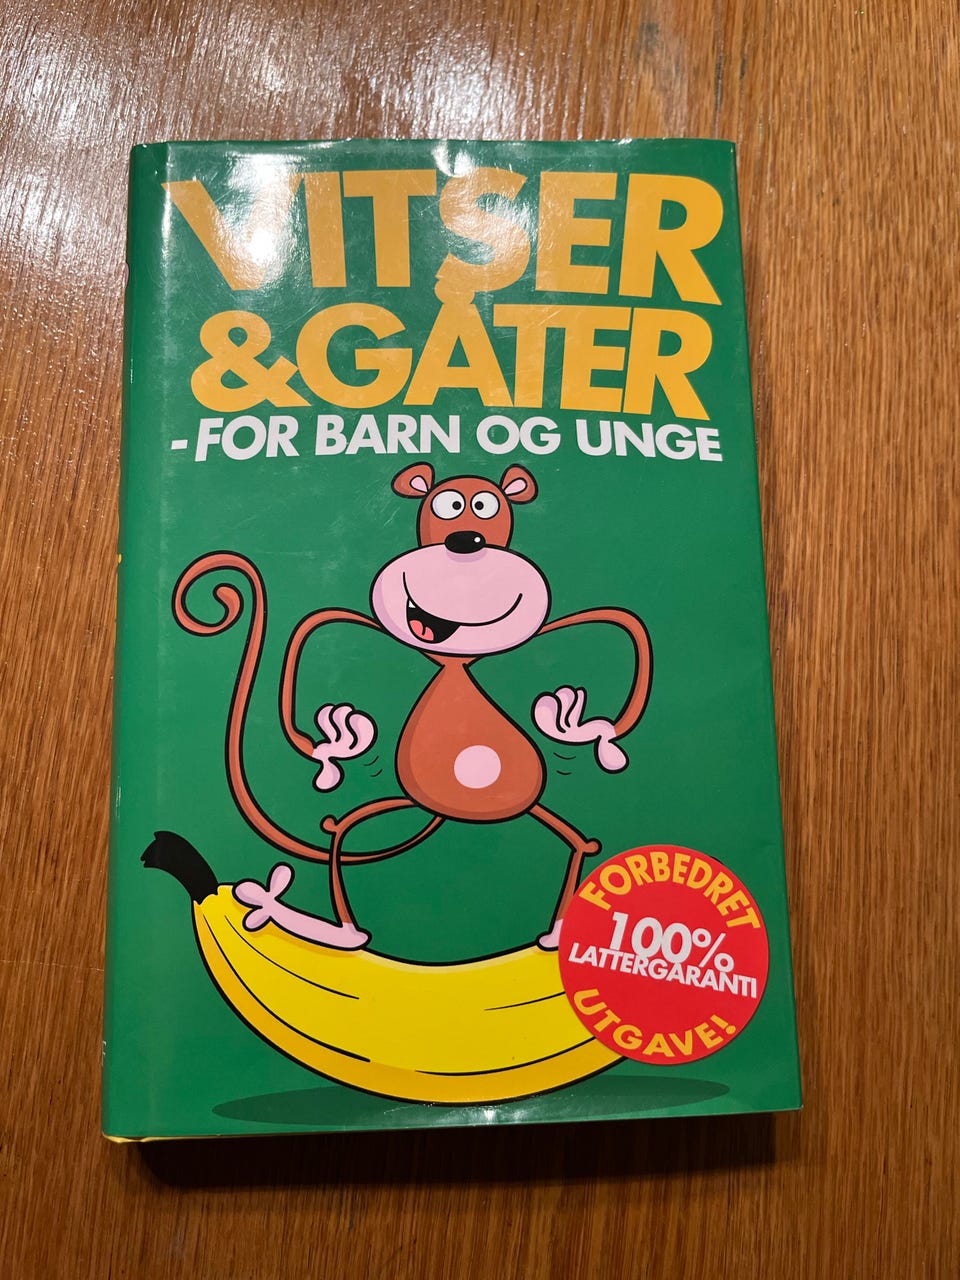 VITSER
&GÅTER
-FOR BARN OG UNGE
FORBEDRET
100%
LATTERGARANTI
UTGAVE!